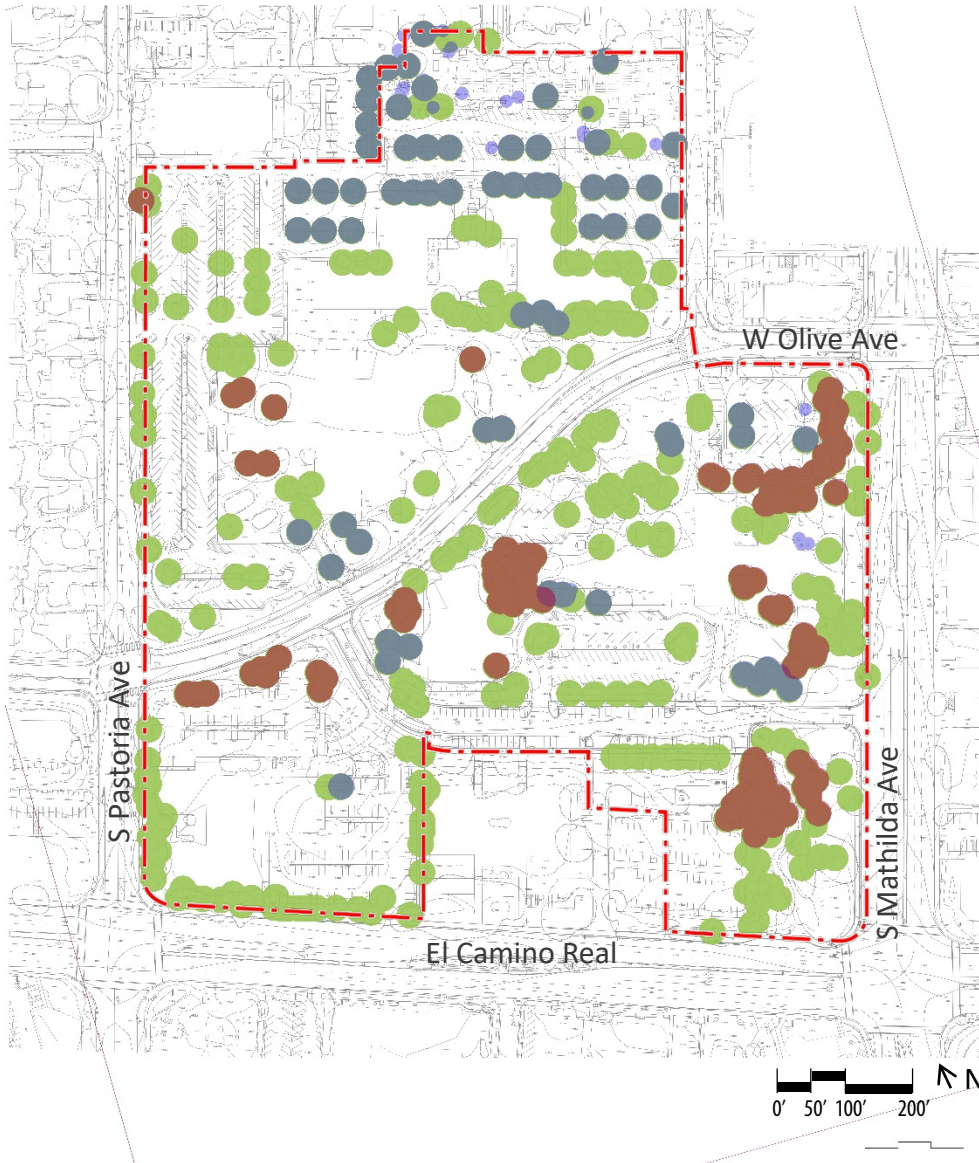 W Olive Ave
S Pastoria Ave
S Mathilda Ave
El Camino Real
0' 50' 100' 200'
N